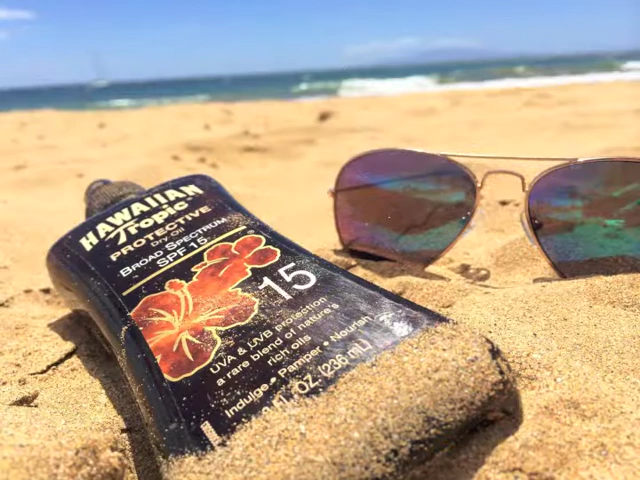 HAWAIIAN
Tropic®
PROTECTIVE
Dry Oil
BROAD SPECTRUM
SPF 15
15
UVA & UVB protection
a rare blend of nature's
rich oils
Indulge • Pamper • Nourish
FL. OZ. (236 mL)